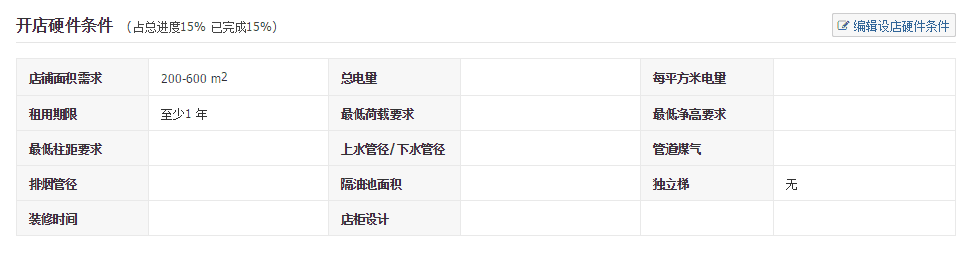 开店硬件条件 （占总进度15% 已完成15%） 编辑设店硬件条件
店铺面积需求 200-600 m2 总电量 每平方米电量
租用期限 至少1 年 最低荷载要求 最低净高要求
最低柱距要求 上水管径/下水管径 管道煤气
排烟管径 隔油池面积 独立梯 无
装修时间 店柜设计